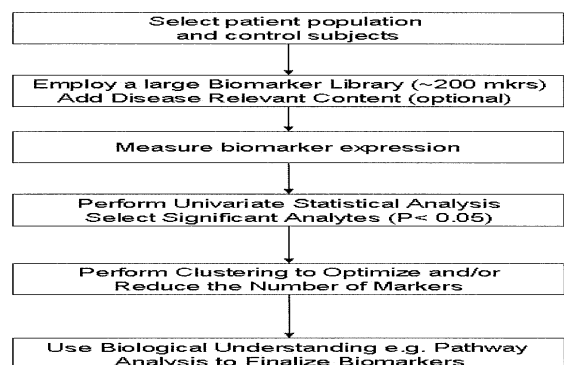 Select patient population
and control subjects
Employ a large Biomarker Library (~200 mkrs)
Add Disease Relevant Content (optional)
Measure biomarker expression
Perform Univariate Statistical Analysis
Select Significant Analytes (P< 0.05)
Perform Clustering to Optimize and/or
Reduce the Number of Markers
Use Biological Understanding e.g. Pathway
Analysis to Finalize Biomarkers